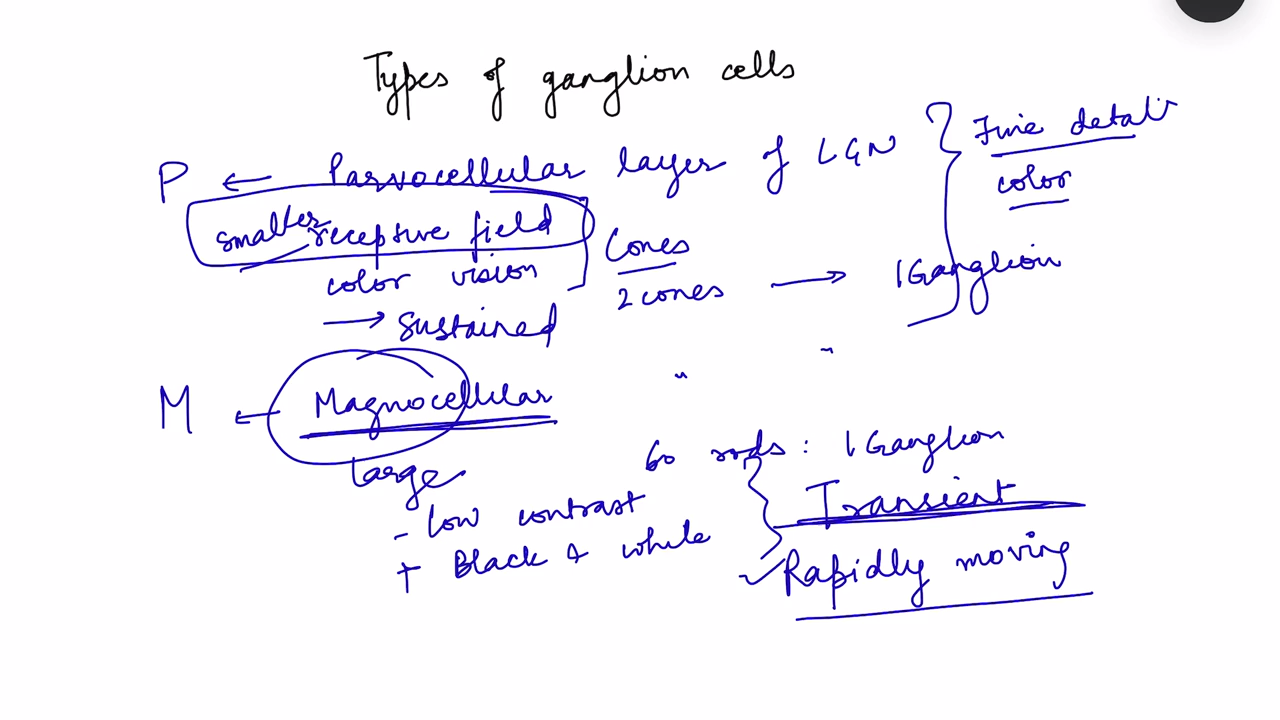 Types of ganglion cells
P ← Parvocellular layer of LGN
Fine detail
color
smaller receptive field
Cones
color vision
2 cones → 1 Ganglion
→ sustained
" "
M ← Magnocellular
60 rods : 1 Ganglion
large
Transient
- low contrast
+ Black & white
✓ Rapidly moving